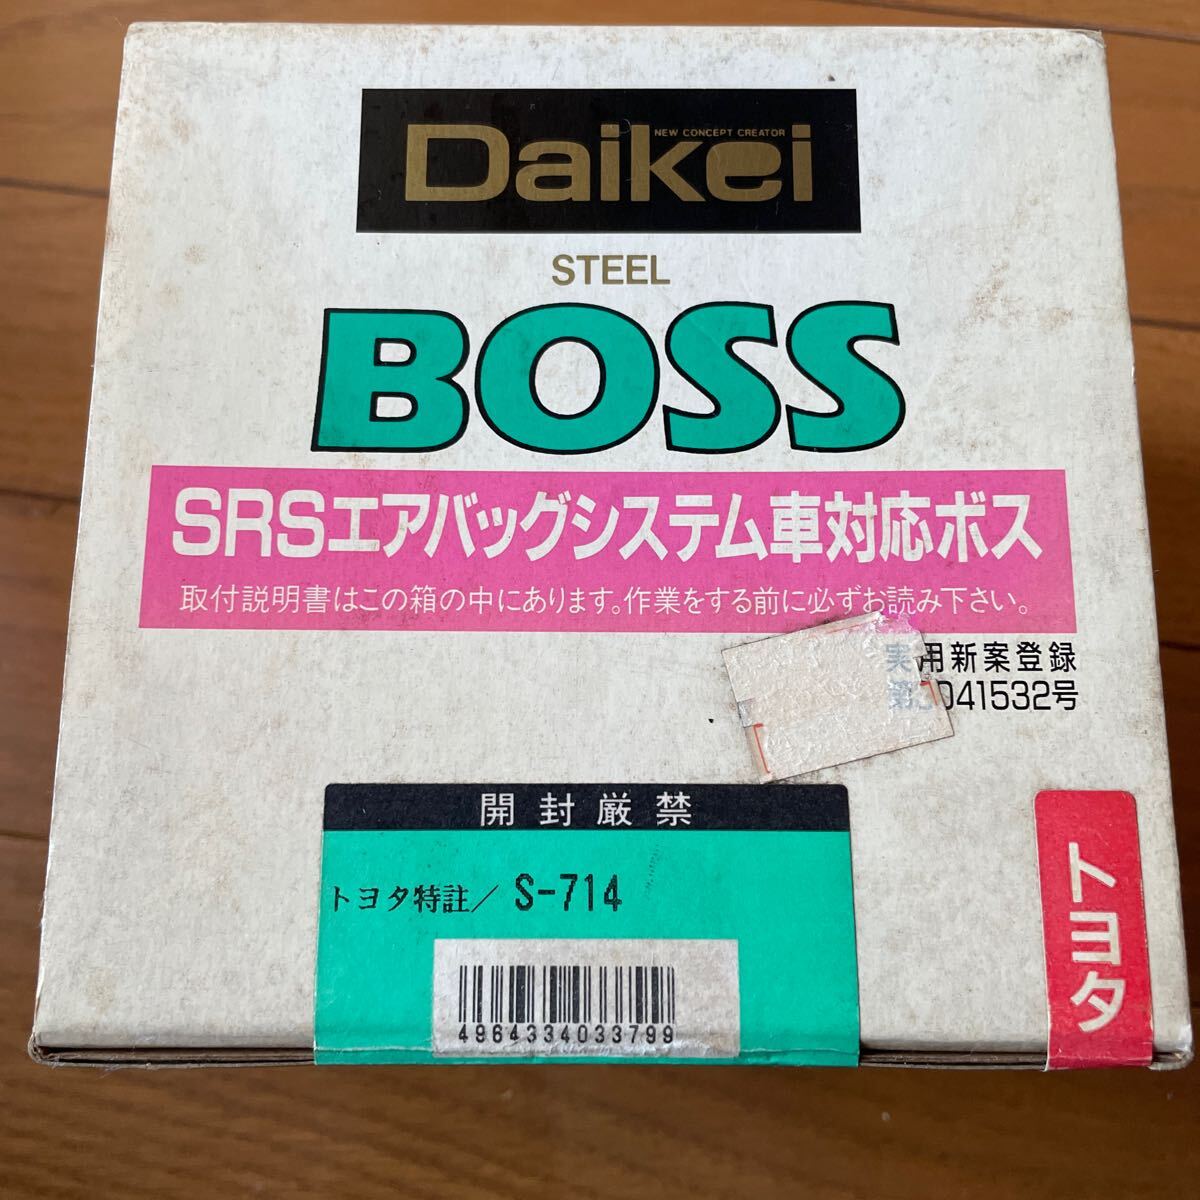 Daikei
NEW CONCEPT CREATOR
STEEL
BOSS
SRSエアバッグシステム車対応ボス
取付説明書はこの箱の中にあります。作業をする前に必ずお読み下さい。
実用新案登録
第3041532号
開封厳禁
トヨタ特註/ S-714
4964334033799
トヨタ